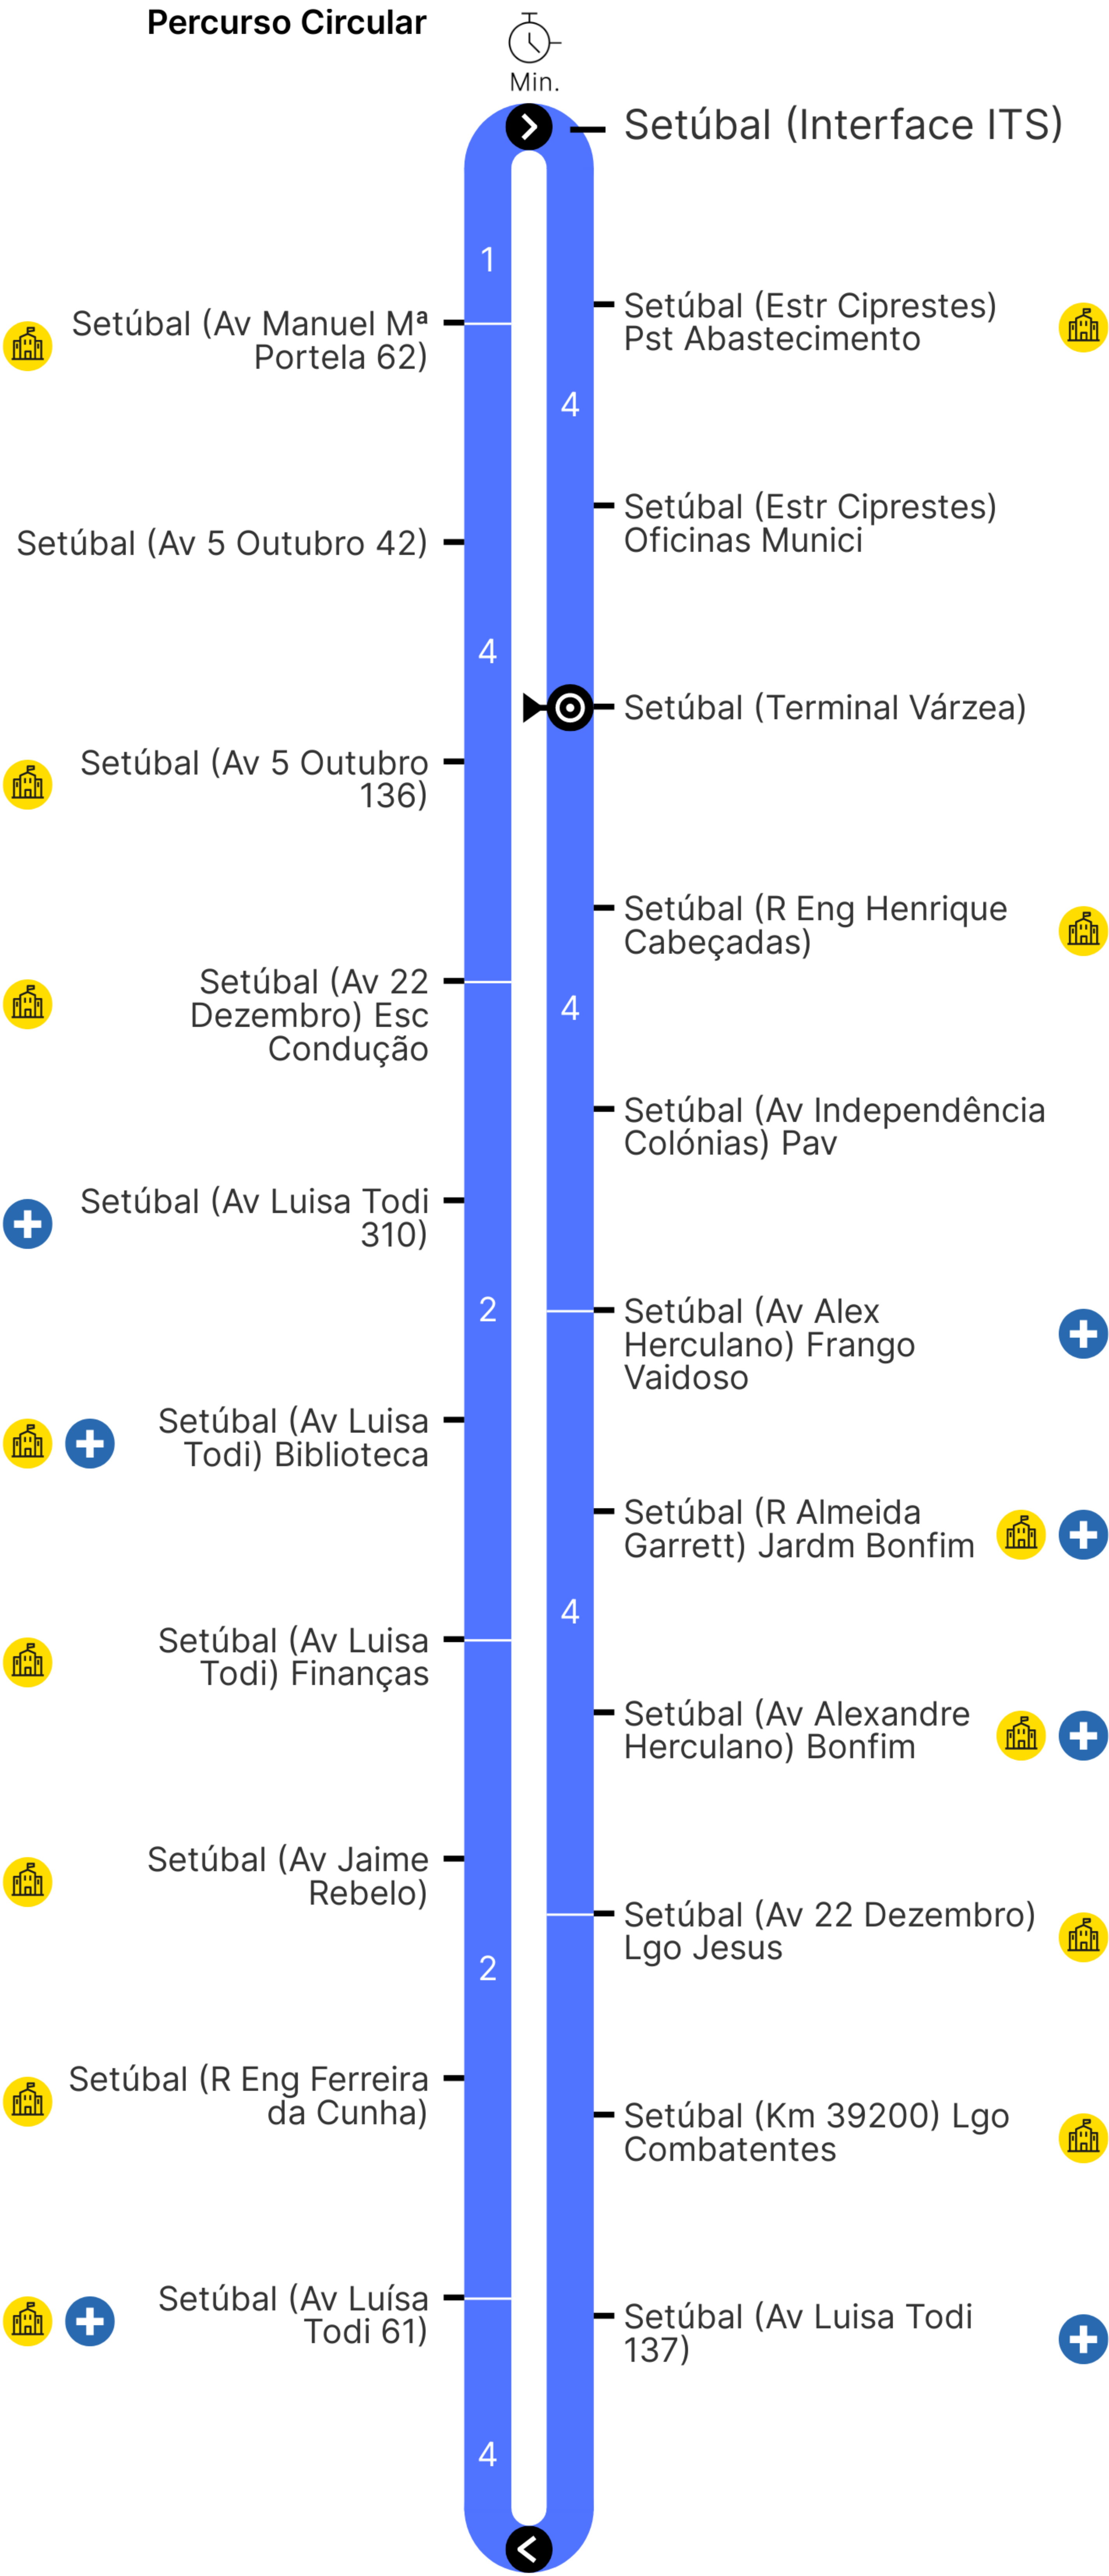 Percurso Circular
Min.
Setúbal (Interface ITS)
1
Setúbal (Estr Ciprestes)
Pst Abastecimento
Setúbal (Av Manuel Mª
Portela 62)
4
Setúbal (Estr Ciprestes)
Oficinas Munici
Setúbal (Av 5 Outubro 42)
4
Setúbal (Terminal Várzea)
Setúbal (Av 5 Outubro
136)
Setúbal (R Eng Henrique
Cabeçadas)
Setúbal (Av 22
Dezembro) Esc
Condução
4
Setúbal (Av Independência
Colónias) Pav
Setúbal (Av Luisa Todi
310)
2
Setúbal (Av Alex
Herculano) Frango
Vaidoso
Setúbal (Av Luisa
Todi) Biblioteca
Setúbal (R Almeida
Garrett) Jardm Bonfim
4
Setúbal (Av Luisa
Todi) Finanças
Setúbal (Av Alexandre
Herculano) Bonfim
Setúbal (Av Jaime
Rebelo)
Setúbal (Av 22 Dezembro)
Lgo Jesus
2
Setúbal (R Eng Ferreira
da Cunha)
Setúbal (Km 39200) Lgo
Combatentes
Setúbal (Av Luísa
Todi 61)
Setúbal (Av Luisa Todi
137)
4